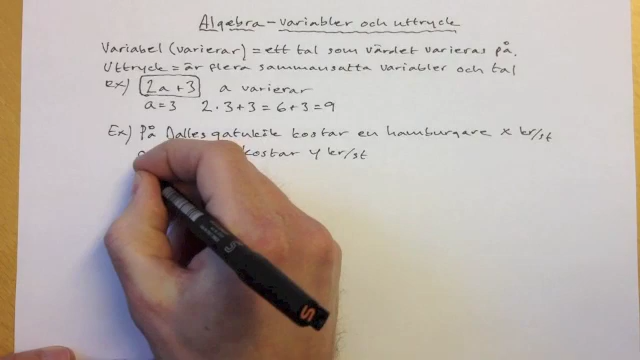 Algebra - variabler och uttryck
Variabel (varierar) = ett tal som värdet varieras på.
Uttryck = är flera sammansatta variabler och tal
Ex) 2a+3 a varierar
a=3 2·3+3=6+3=9
Ex) På Dalles gatukök kostar en hamburgare x kr/st
kostar y kr/st